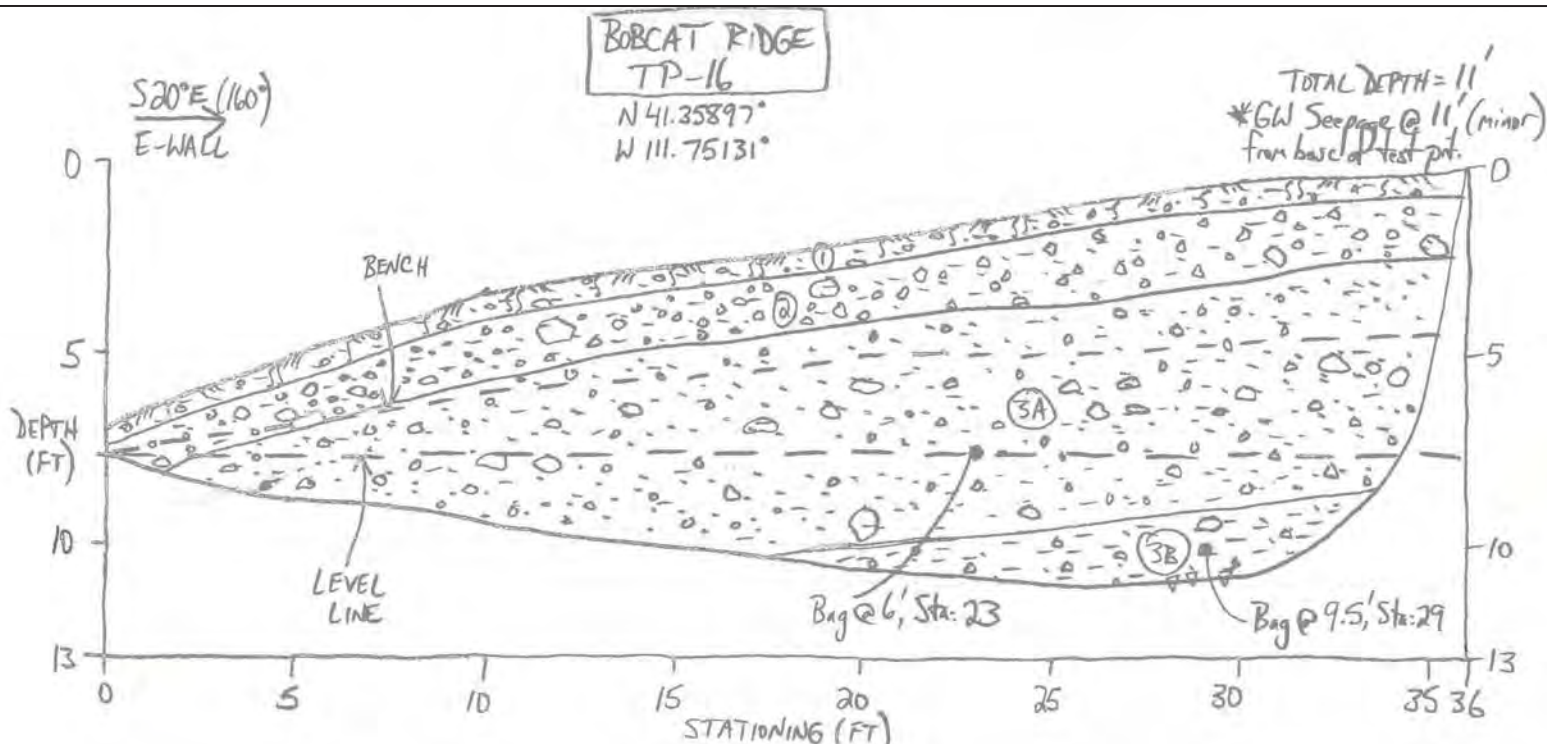 BOBCAT RIDGE
TP-16
N 41.35897°
W 111.75131°
S20°E (160°)
E-WALL
TOTAL DEPTH = 11'
*GW Seepage @ 11' (minor)
from base of test pit.
0
0
BENCH
1
2
5
5
3A
DEPTH
(FT)
10
10
3B
LEVEL
LINE
Bag @ 6', Sta: 23
Bag @ 9.5', Sta: 29
13
13
0 5 10 15 20 25 30 35 36
STATIONING (FT)